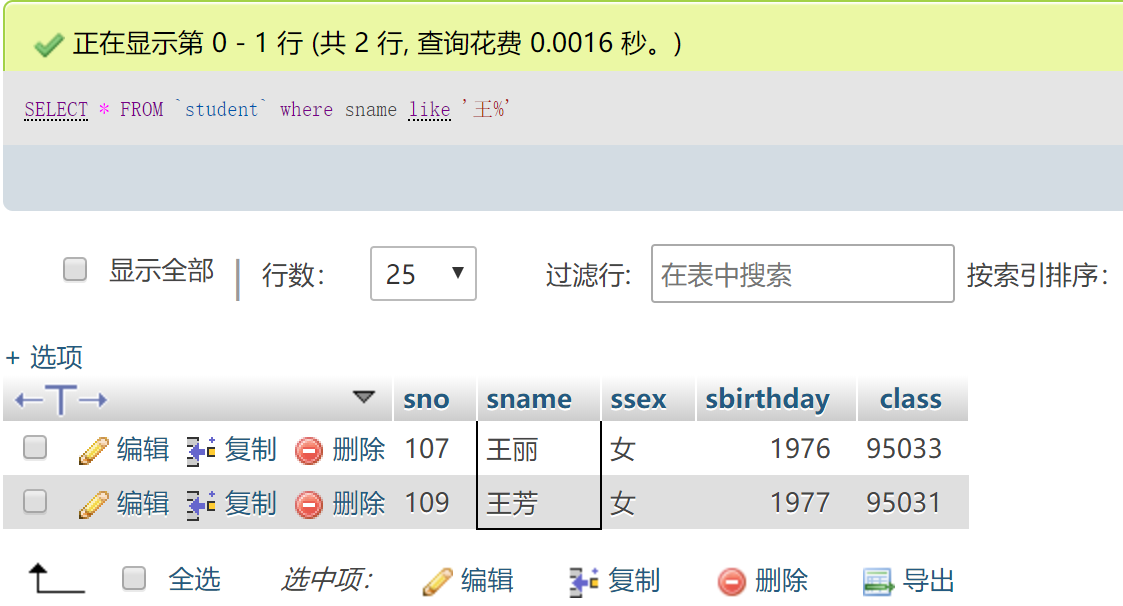 正在显示第 0 - 1 行 (共 2 行, 查询花费 0.0016 秒。)
SELECT * FROM `student` where sname like '王%'
显示全部 行数： 25 过滤行: 在表中搜索 按索引排序：
+ 选项
←T→ sno sname ssex sbirthday class
编辑 复制 删除 107 王丽 女 1976 95033
编辑 复制 删除 109 王芳 女 1977 95031
全选 选中项： 编辑 复制 删除 导出